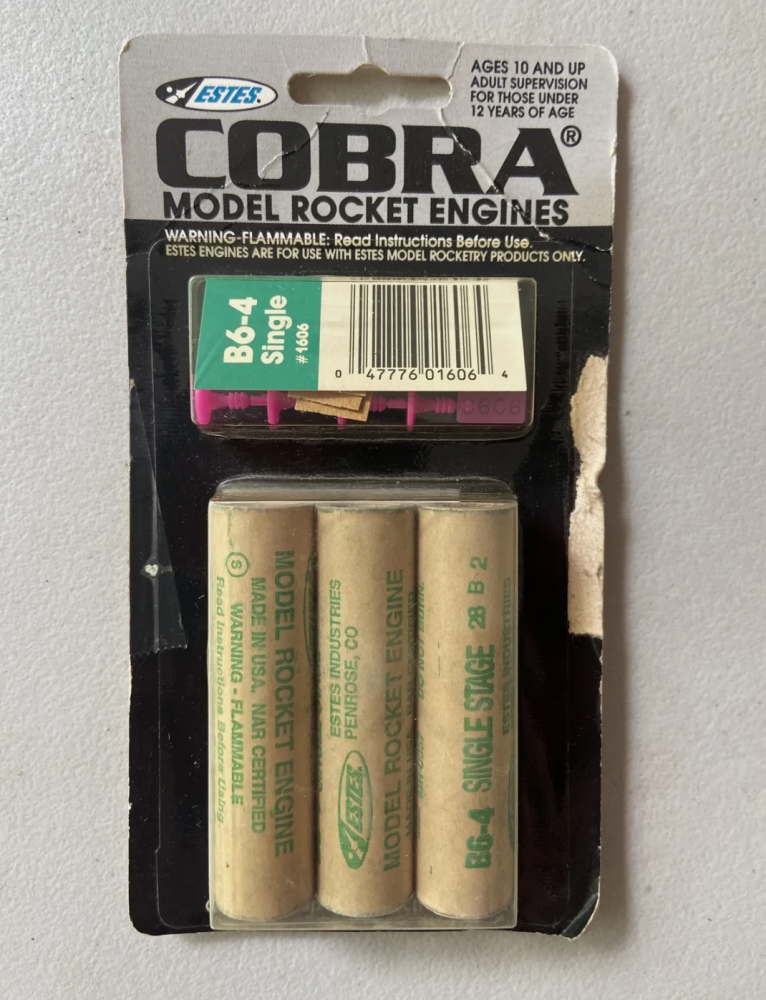 ESTES.
AGES 10 AND UP
ADULT SUPERVISION
FOR THOSE UNDER
12 YEARS OF AGE
COBRA®
MODEL ROCKET ENGINES
WARNING-FLAMMABLE: Read Instructions Before Use.
ESTES ENGINES ARE FOR USE WITH ESTES MODEL ROCKETRY PRODUCTS ONLY.
B6-4
Single
#1606
0 47776 01606 4
0606
MODEL ROCKET ENGINE
MADE IN USA. NAR CERTIFIED
WARNING - FLAMMABLE
Read Instructions Before Using.
S
ESTES INDUSTRIES
PENROSE, CO
ESTES
MODEL ROCKET ENGINE
B6-4 SINGLE STAGE 28 B 2
ESTES INDUSTRIES